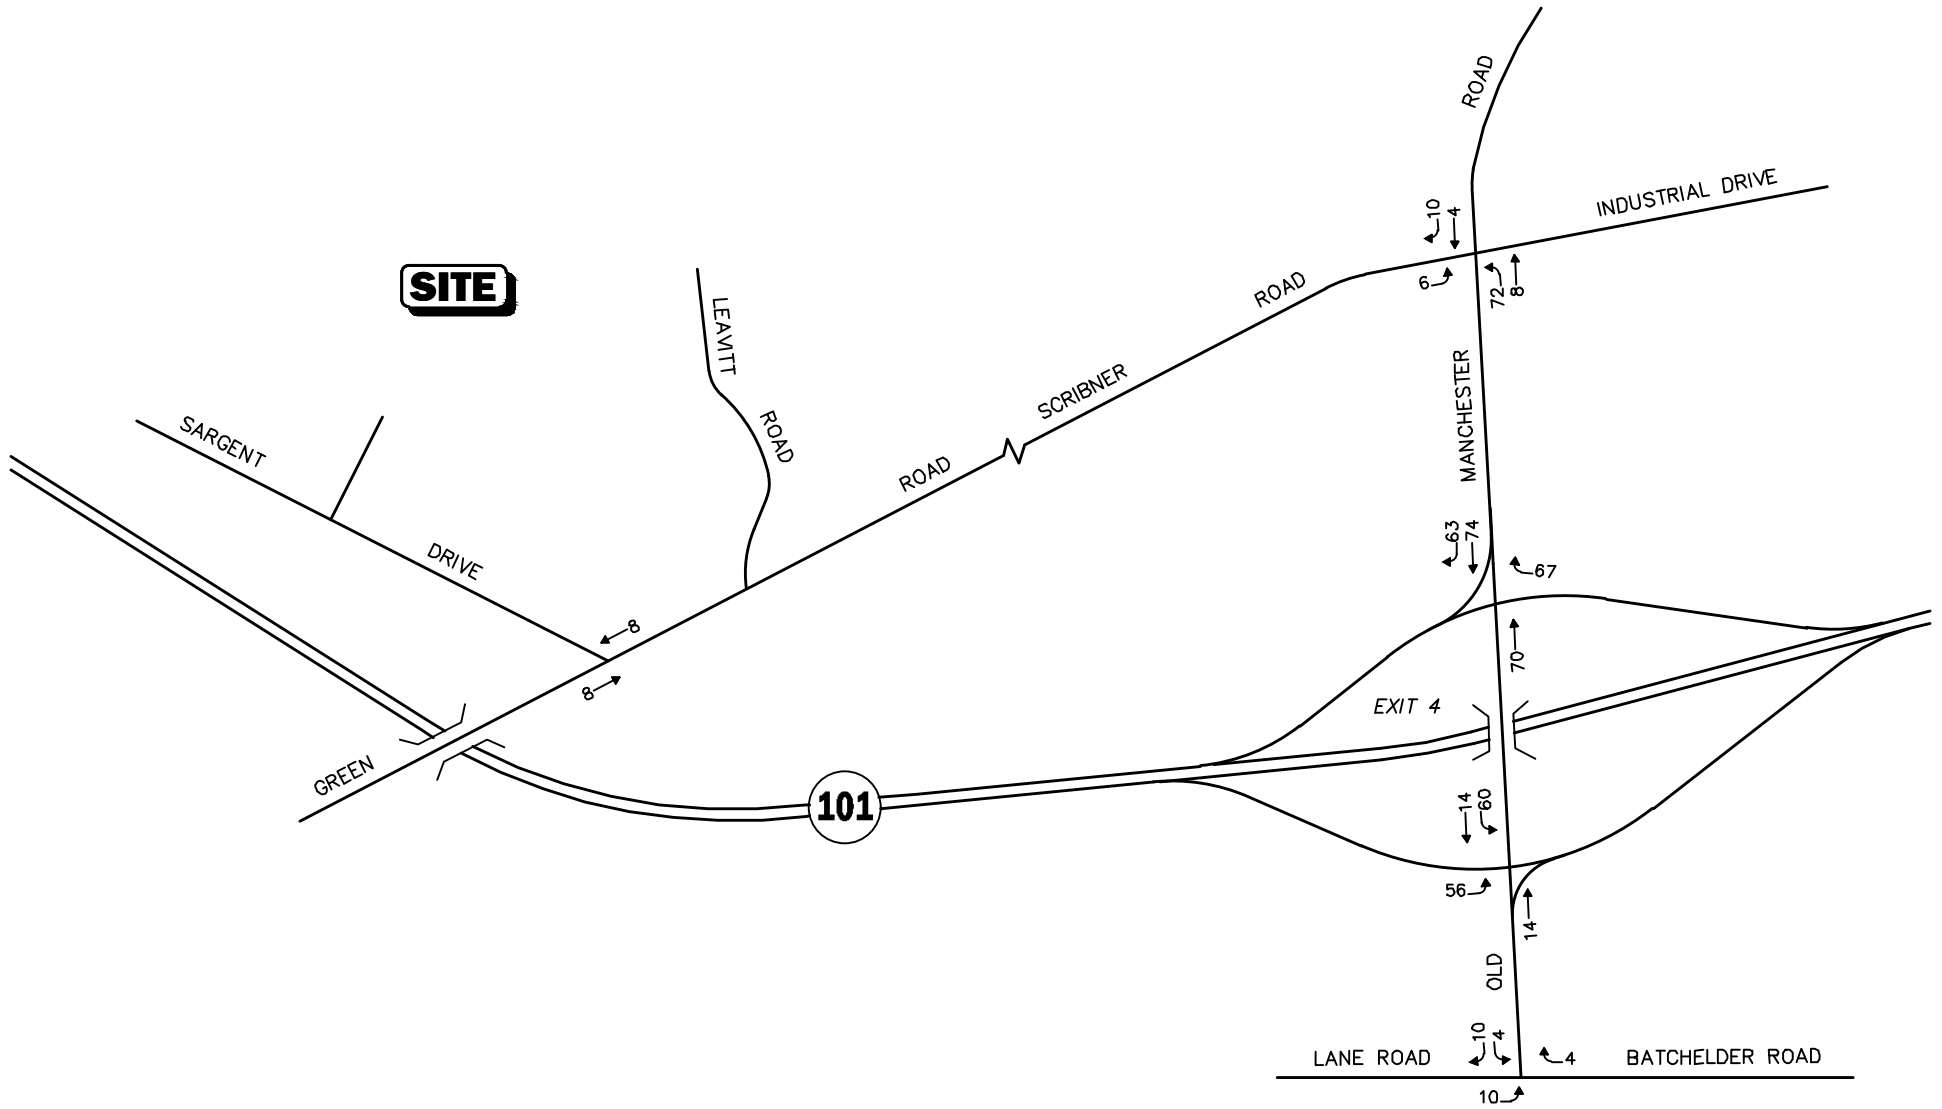 ROAD
INDUSTRIAL DRIVE
10
4
6
72
8
SITE
ROAD
LEAVITT
ROAD
SCRIBNER
MANCHESTER
SARGENT
ROAD
DRIVE
63
74
67
8
8
70
EXIT 4
GREEN
101
14
60
56
14
OLD
10
4
LANE ROAD
4
BATCHELDER ROAD
10